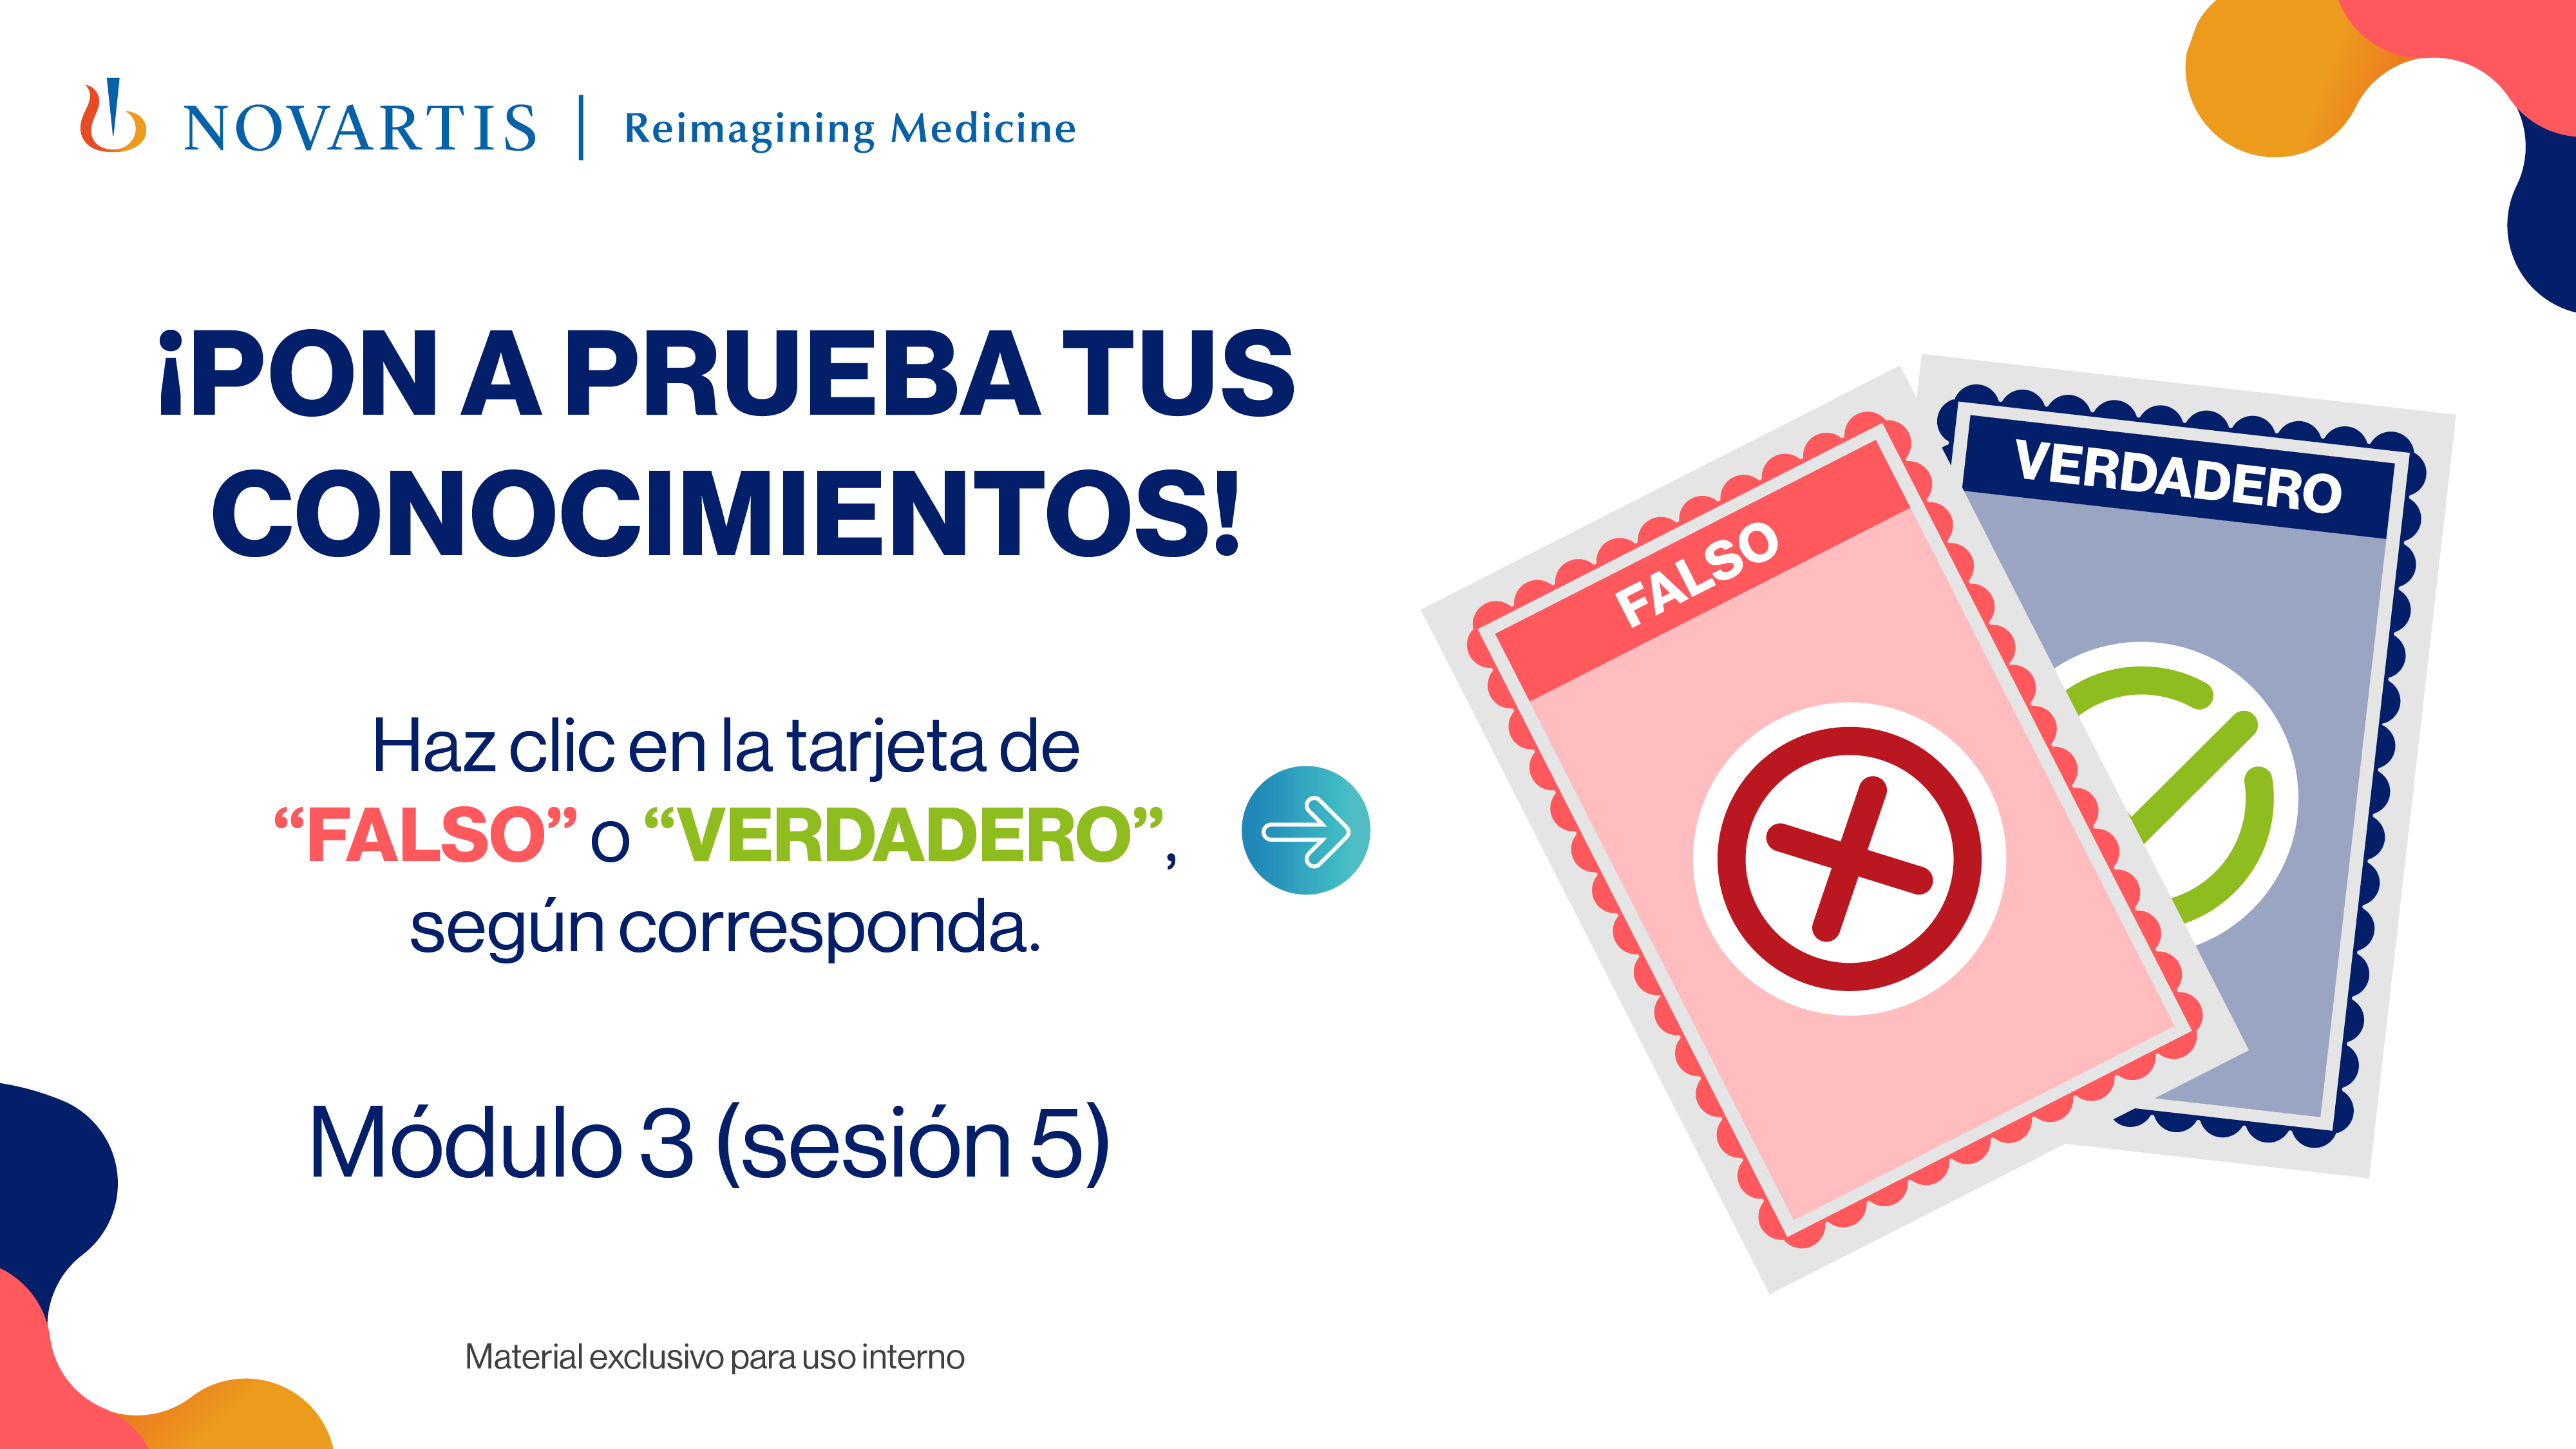 NOVARTIS | Reimagining Medicine
¡PON A PRUEBA TUS
CONOCIMIENTOS!
Haz clic en la tarjeta de
“FALSO” o “VERDADERO”,
según corresponda.
Módulo 3 (sesión 5)
Material exclusivo para uso interno
FALSO
VERDADERO